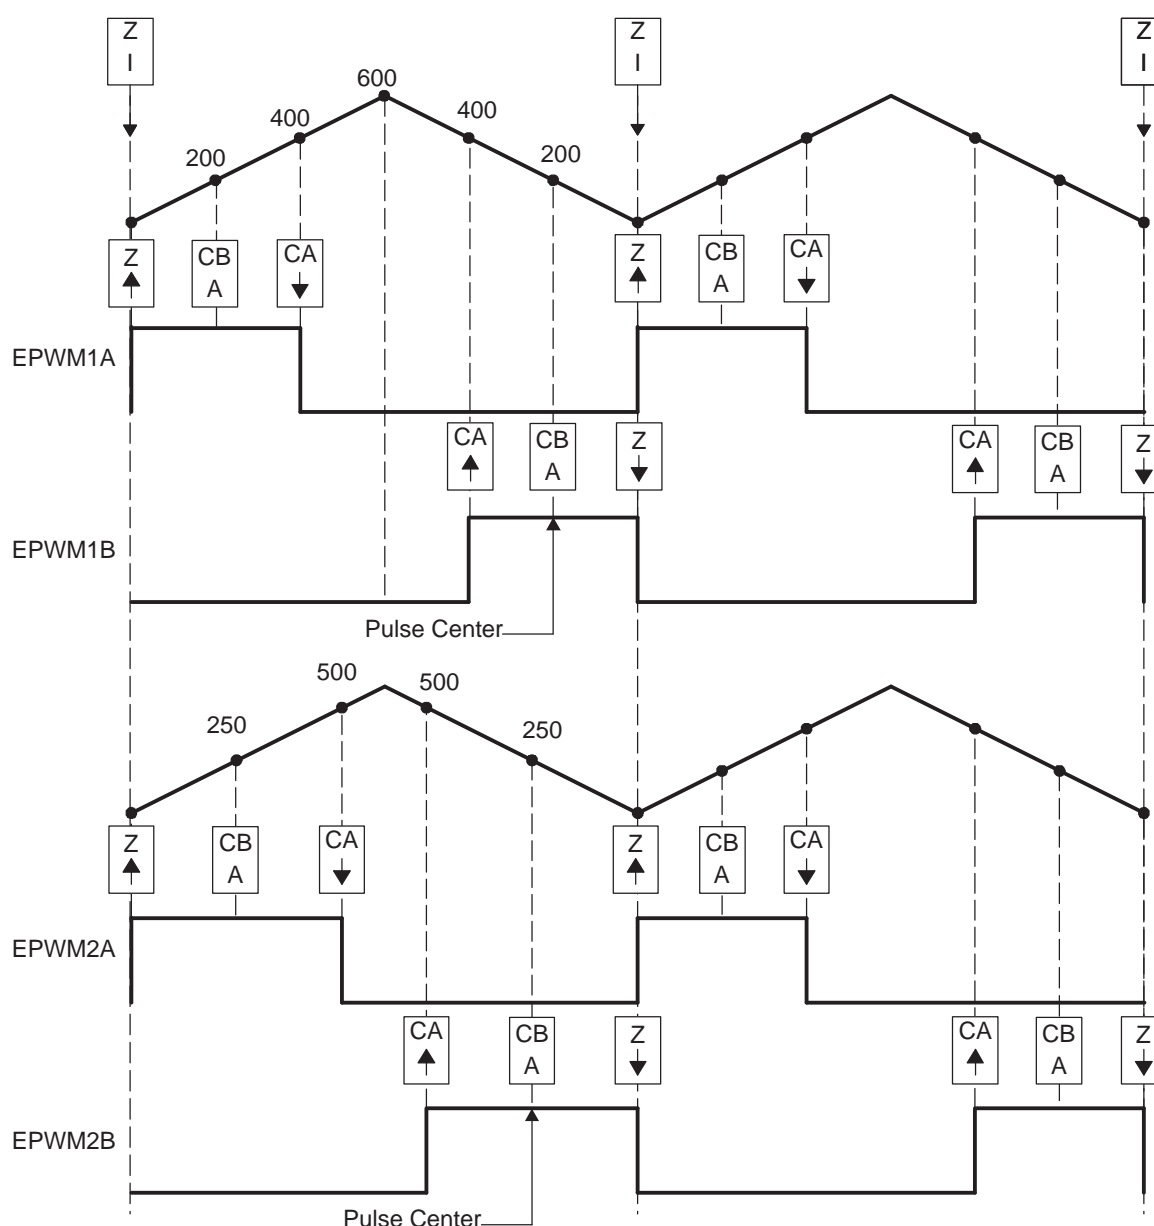 Z Z Z
I I I
600
400 400
200 200
Z CB CA Z CB CA
A A
EPWM1A
CA CB Z CA CB Z
A A
EPWM1B
Pulse Center
500 500
250 250
Z CB CA Z CB CA
A A
EPWM2A
CA CB Z CA CB Z
A A
EPWM2B
Pulse Center